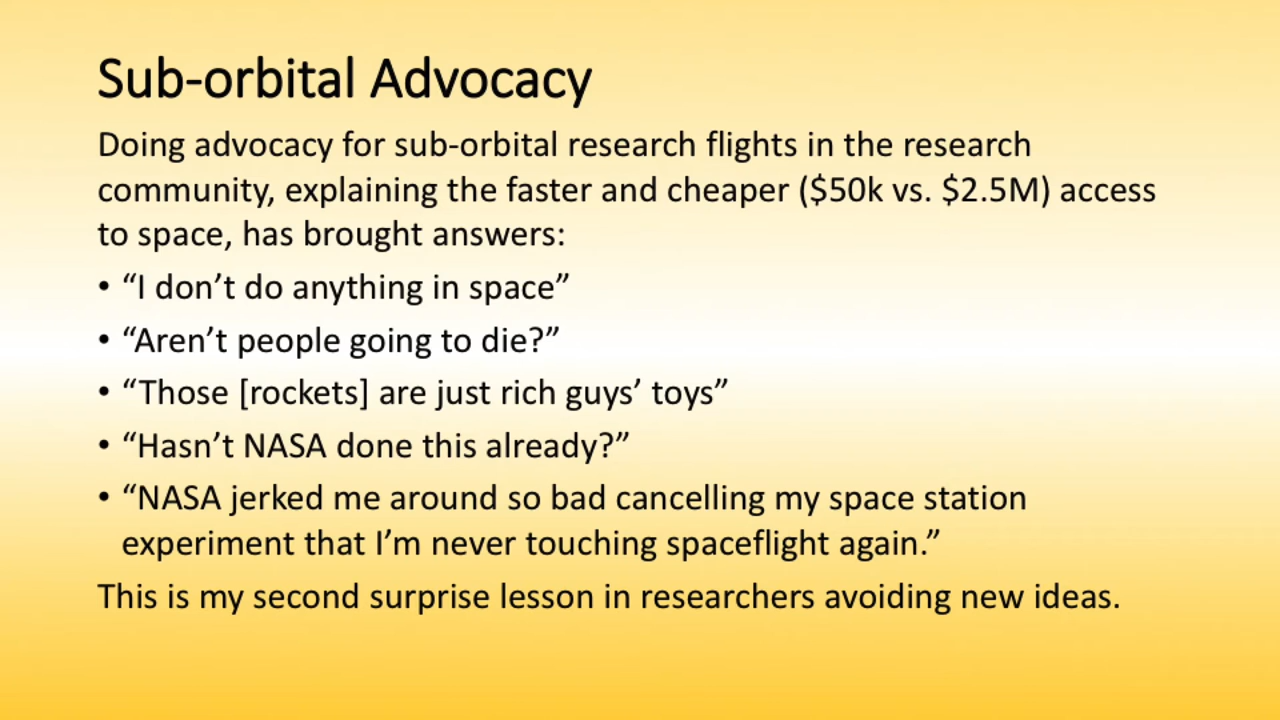 Sub-orbital Advocacy
Doing advocacy for sub-orbital research flights in the research
community, explaining the faster and cheaper ($50k vs. $2.5M) access
to space, has brought answers:
• “I don’t do anything in space”
• “Aren’t people going to die?”
• “Those [rockets] are just rich guys’ toys”
• “Hasn’t NASA done this already?”
• “NASA jerked me around so bad cancelling my space station
experiment that I’m never touching spaceflight again.”
This is my second surprise lesson in researchers avoiding new ideas.